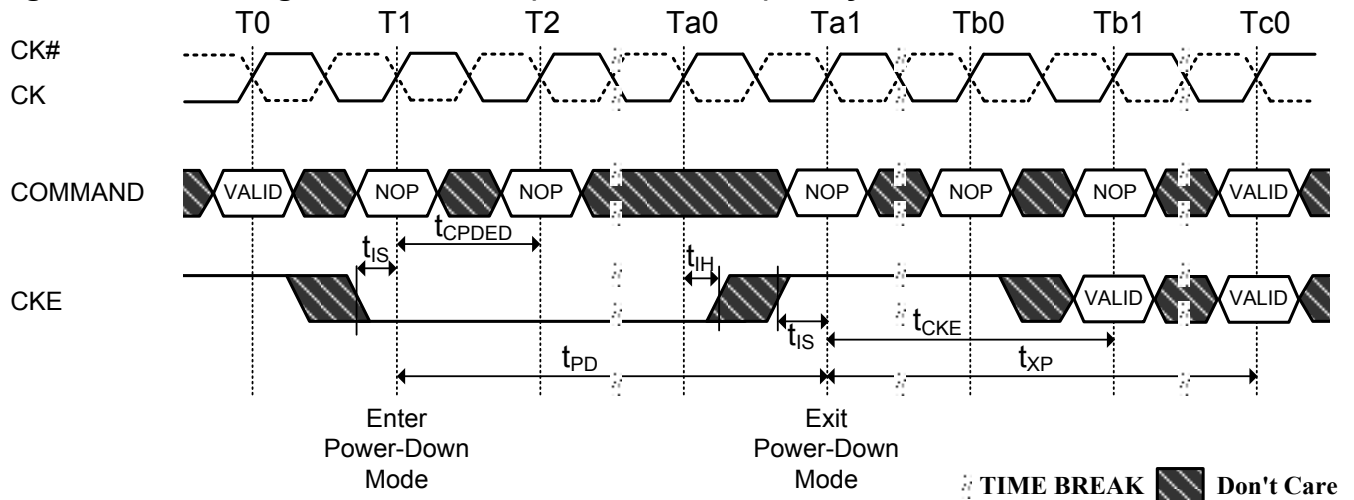 T0 T1 T2 Ta0 Ta1 Tb0 Tb1 Tc0
CK#
CK
COMMAND VALID NOP NOP NOP NOP NOP VALID
tIS tCPDED tIH
CKE VALID VALID
tIS tCKE
tPD tXP
Enter
Power-Down
Mode
Exit
Power-Down
Mode
TIME BREAK Don't Care